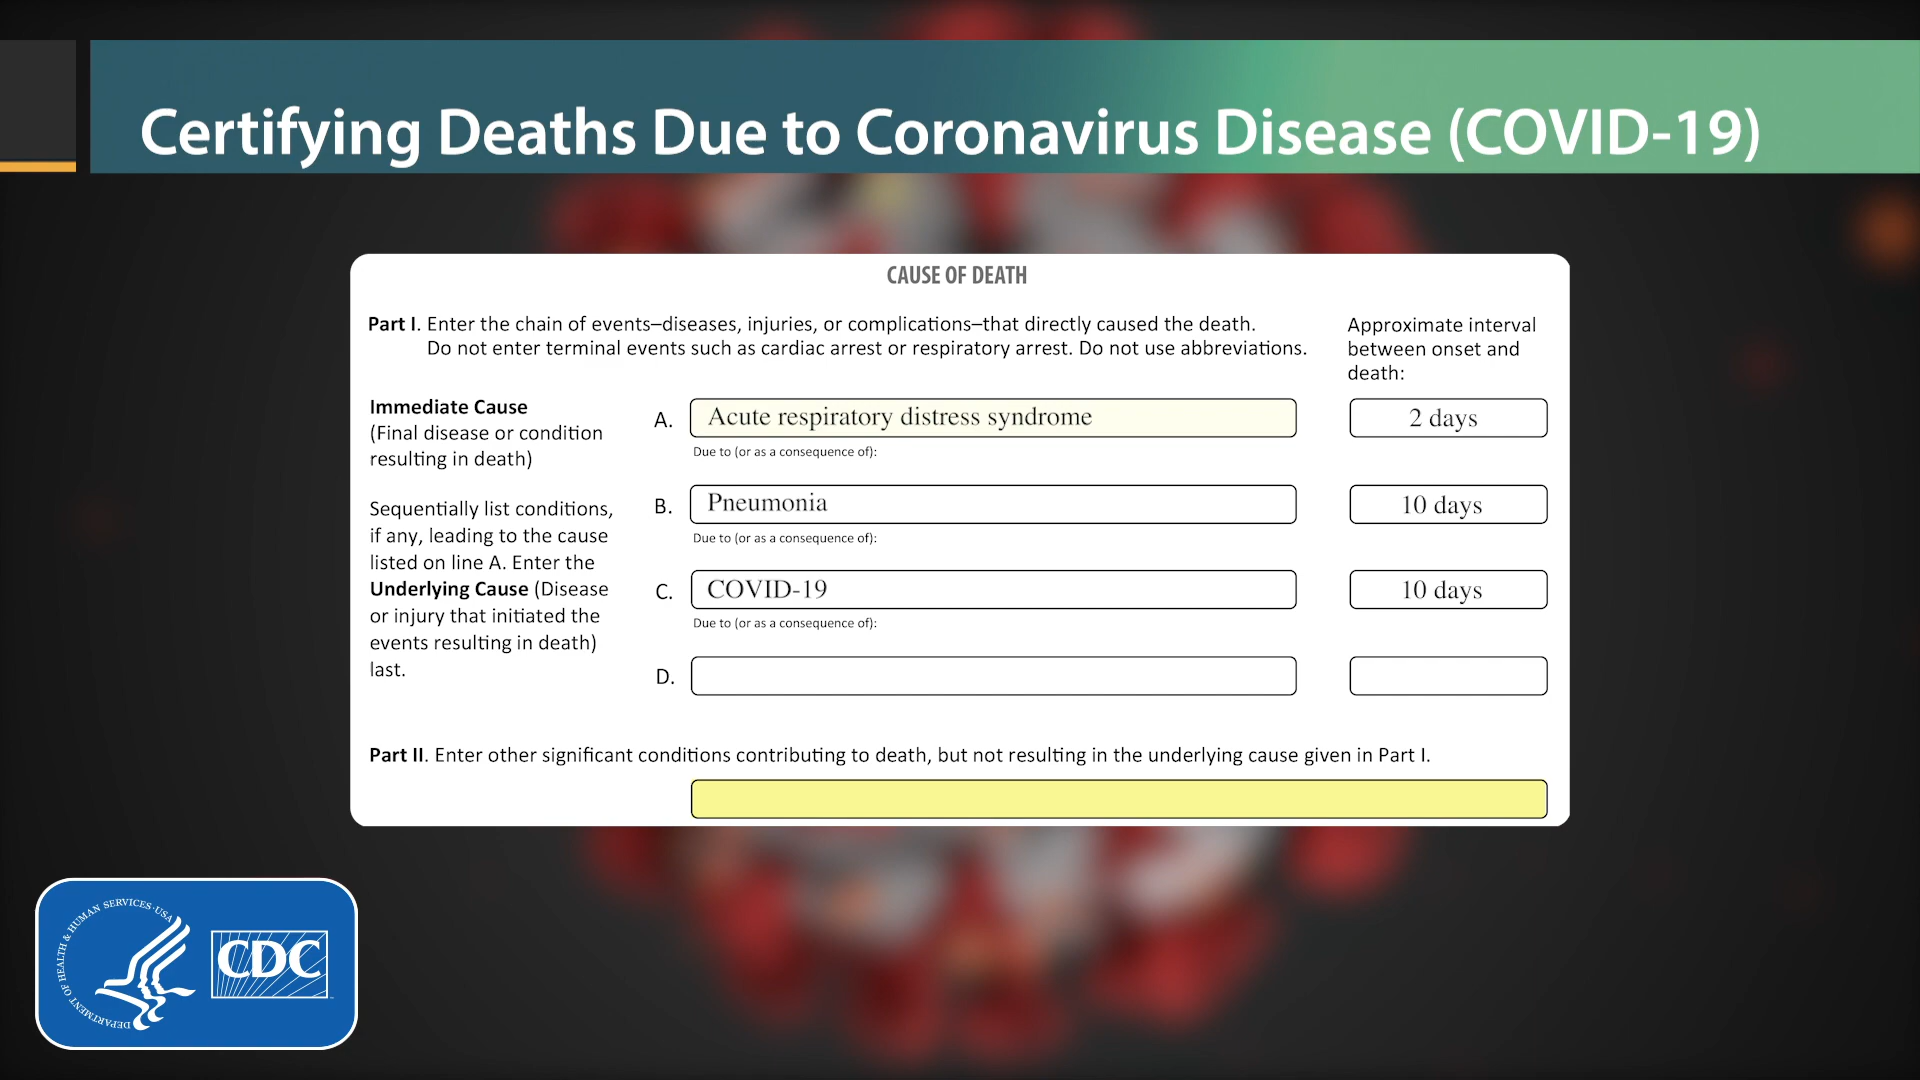 Certifying Deaths Due to Coronavirus Disease (COVID-19)
CAUSE OF DEATH
Part I. Enter the chain of events–diseases, injuries, or complications–that directly caused the death.
Do not enter terminal events such as cardiac arrest or respiratory arrest. Do not use abbreviations.
Approximate interval
between onset and
death:
Immediate Cause
(Final disease or condition
resulting in death)
A. Acute respiratory distress syndrome 2 days
Due to (or as a consequence of):
Sequentially list conditions,
if any, leading to the cause
listed on line A. Enter the
Underlying Cause (Disease
or injury that initiated the
events resulting in death)
last.
B. Pneumonia 10 days
Due to (or as a consequence of):
C. COVID-19 10 days
Due to (or as a consequence of):
D.
Part II. Enter other significant conditions contributing to death, but not resulting in the underlying cause given in Part I.
DEPARTMENT OF HEALTH & HUMAN SERVICES·USA
CDC